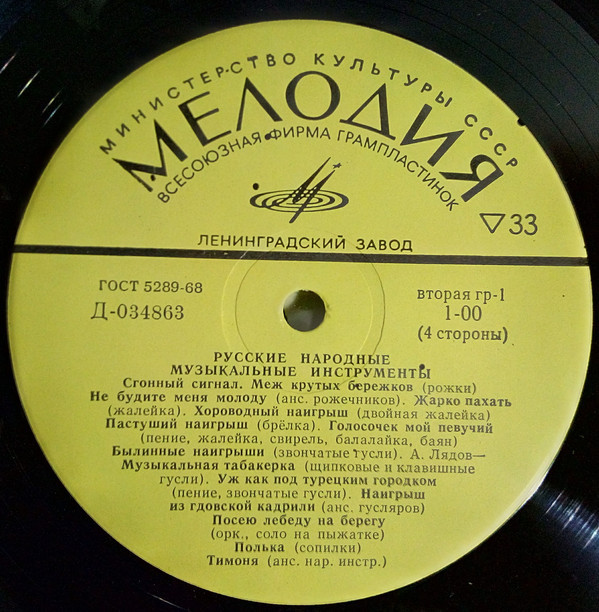 МИНИСТЕРСТВО КУЛЬТУРЫ СССР
МЕЛОДИЯ
ВСЕСОЮЗНАЯ ФИРМА ГРАМПЛАСТИНОК
▽33
ЛЕНИНГРАДСКИЙ ЗАВОД
ГОСТ 5289-68
Д-034863
вторая гр-1
1-00
(4 стороны)
РУССКИЕ НАРОДНЫЕ
МУЗЫКАЛЬНЫЕ ИНСТРУМЕНТЫ
Сгонный сигнал. Меж крутых бережков (рожки)
Не будите меня молоду (анс. рожечников). Жарко пахать
(жалейка). Хороводный наигрыш (двойная жалейка)
Пастуший наигрыш (брёлка). Голосочек мой певучий
(пение, жалейка, свирель, балалайка, баян)
Былинные наигрыши (звончатые гусли). А. Лядов—
Музыкальная табакерка (щипковые и клавишные
гусли). Уж как под турецким городком
(пение, звончатые гусли). Наигрыш
из гдовской кадрили (анс. гусляров)
Посею лебеду на берегу
(орк., соло на пыжатке)
Полька (сопилки)
Тимоня (анс. нар. инстр.)